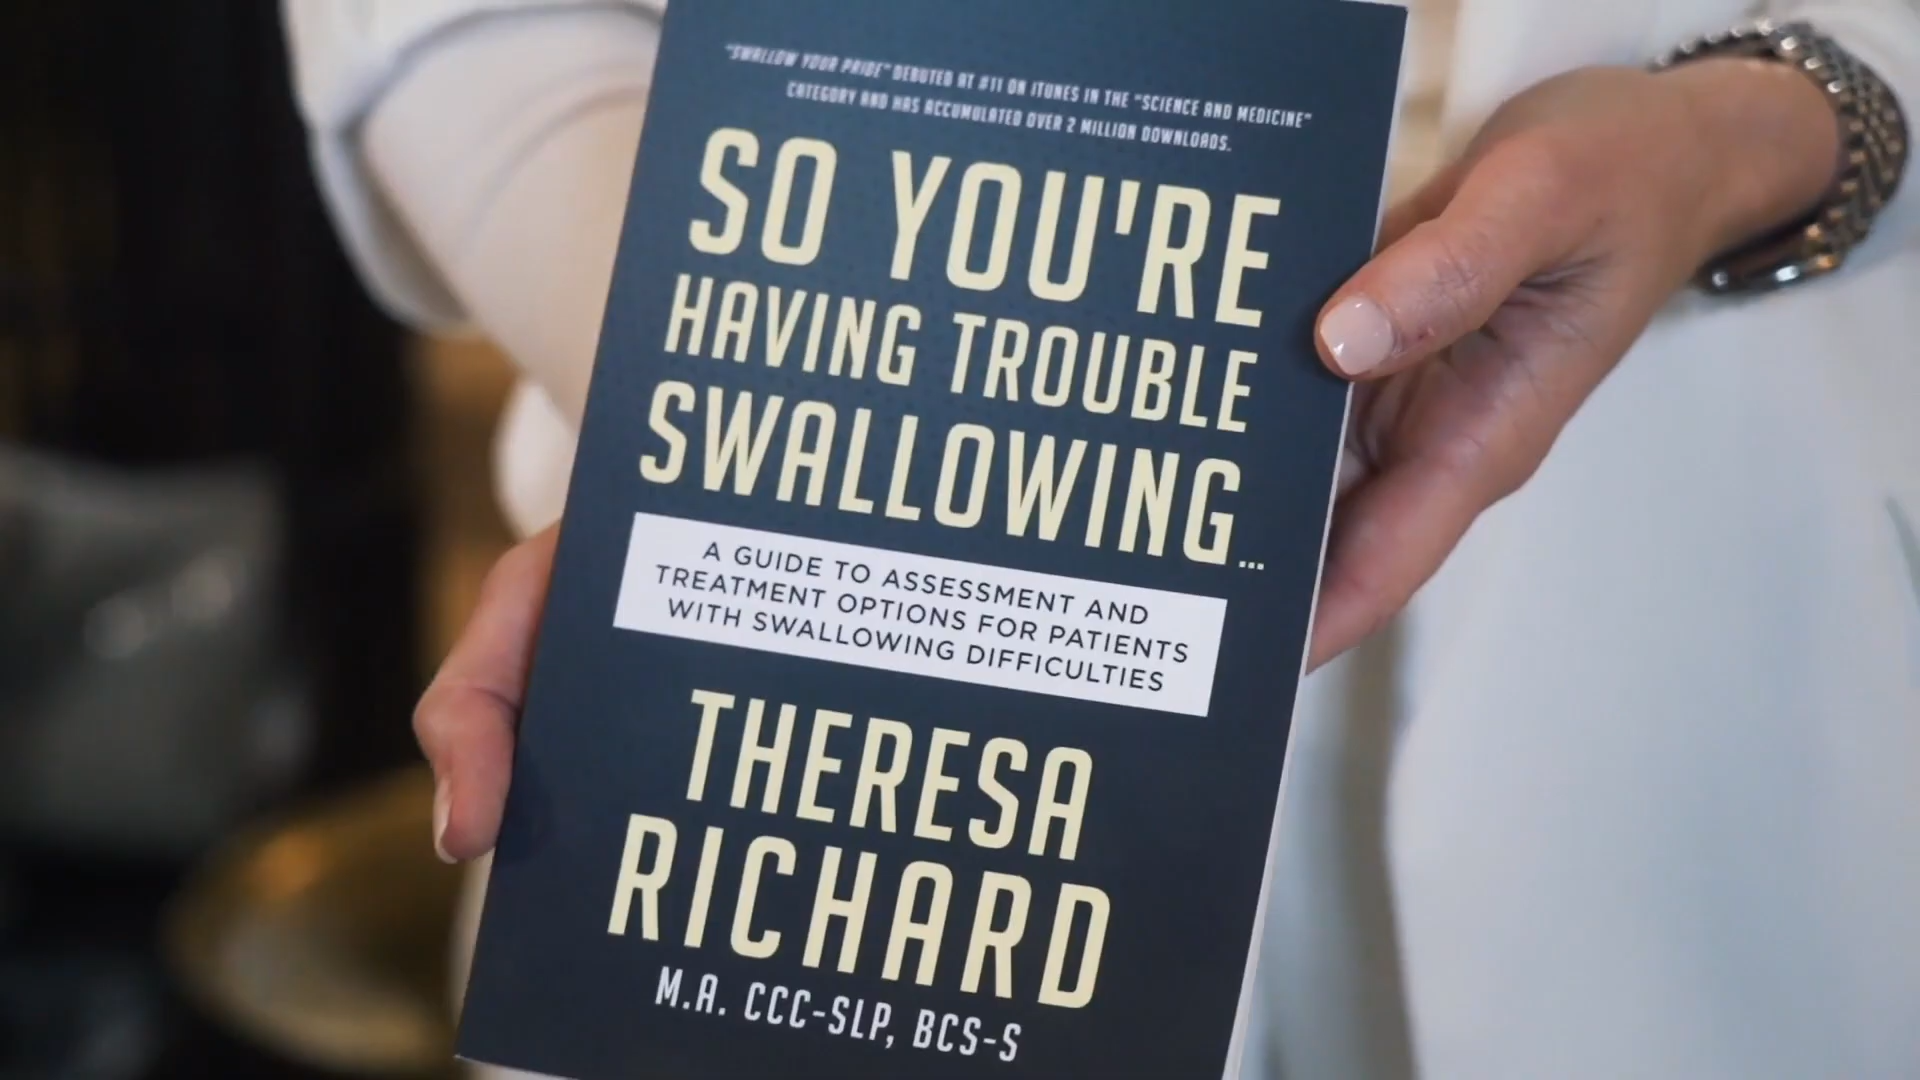 "SWALLOW YOUR PRIDE" DEBUTED AT #11 ON ITUNES IN THE "SCIENCE AND MEDICINE"
CATEGORY AND HAS ACCUMULATED OVER 2 MILLION DOWNLOADS.
SO YOU'RE
HAVING TROUBLE
SWALLOWING...
A GUIDE TO ASSESSMENT AND
TREATMENT OPTIONS FOR PATIENTS
WITH SWALLOWING DIFFICULTIES
THERESA
RICHARD
M.A. CCC-SLP, BCS-S